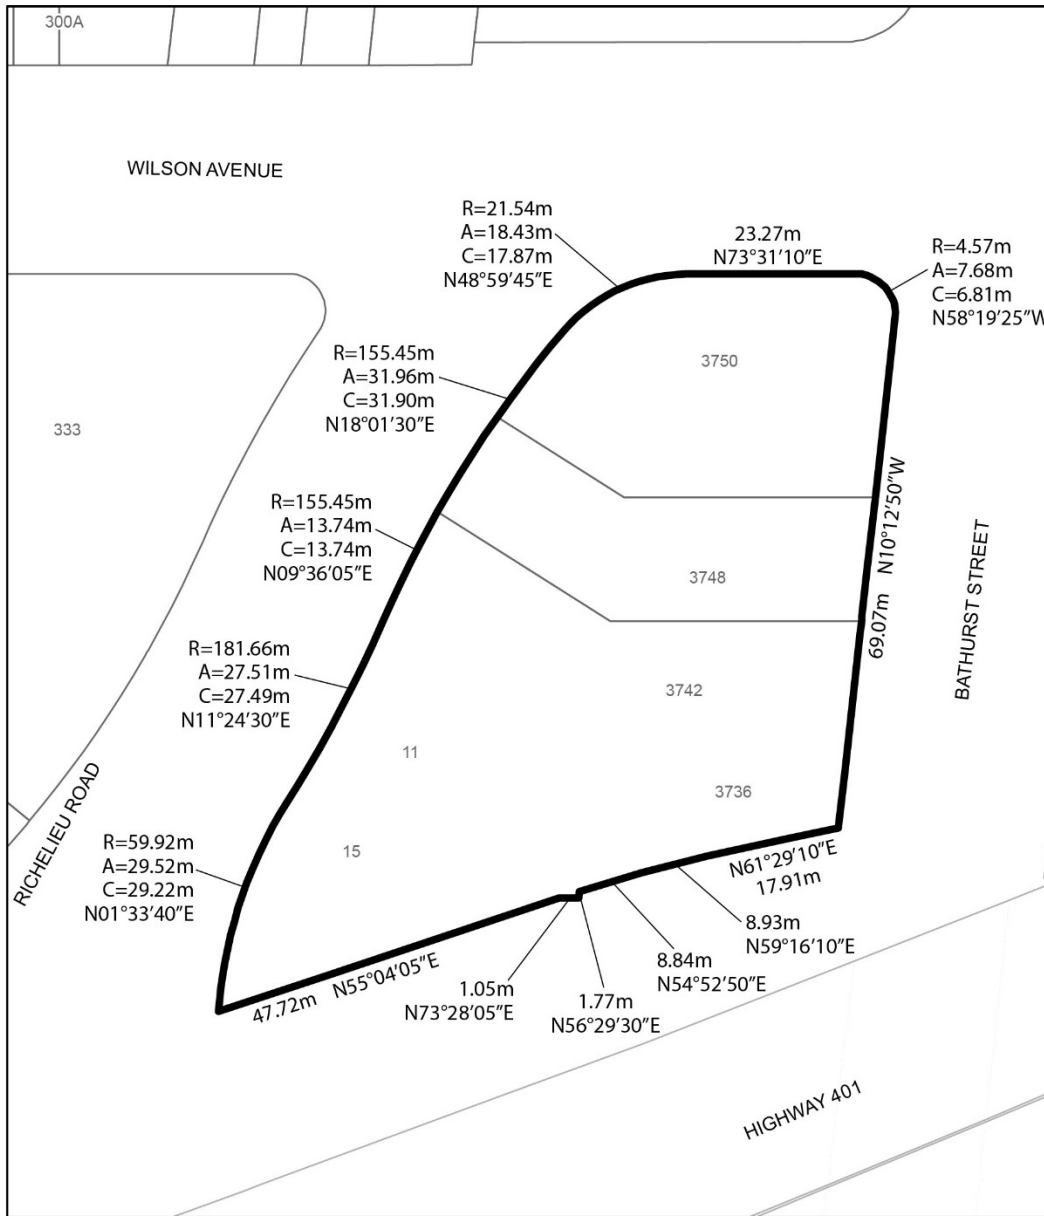 300A
WILSON AVENUE
R=21.54m
A=18.43m
C=17.87m
N48°59'45"E
23.27m
N73°31'10"E
R=4.57m
A=7.68m
C=6.81m
N58°19'25"W
R=155.45m
A=31.96m
C=31.90m
N18°01'30"E
3750
333
R=155.45m
A=13.74m
C=13.74m
N09°36'05"E
3748
69.07m N10°12'50"W
BATHURST STREET
R=181.66m
A=27.51m
C=27.49m
N11°24'30"E
3742
11
3736
15
RICHELIEU ROAD
R=59.92m
A=29.52m
C=29.22m
N01°33'40"E
N61°29'10"E
17.91m
8.93m
N59°16'10"E
8.84m
N54°52'50"E
47.72m N55°04'05"E
1.05m
N73°28'05"E
1.77m
N56°29'30"E
HIGHWAY 401